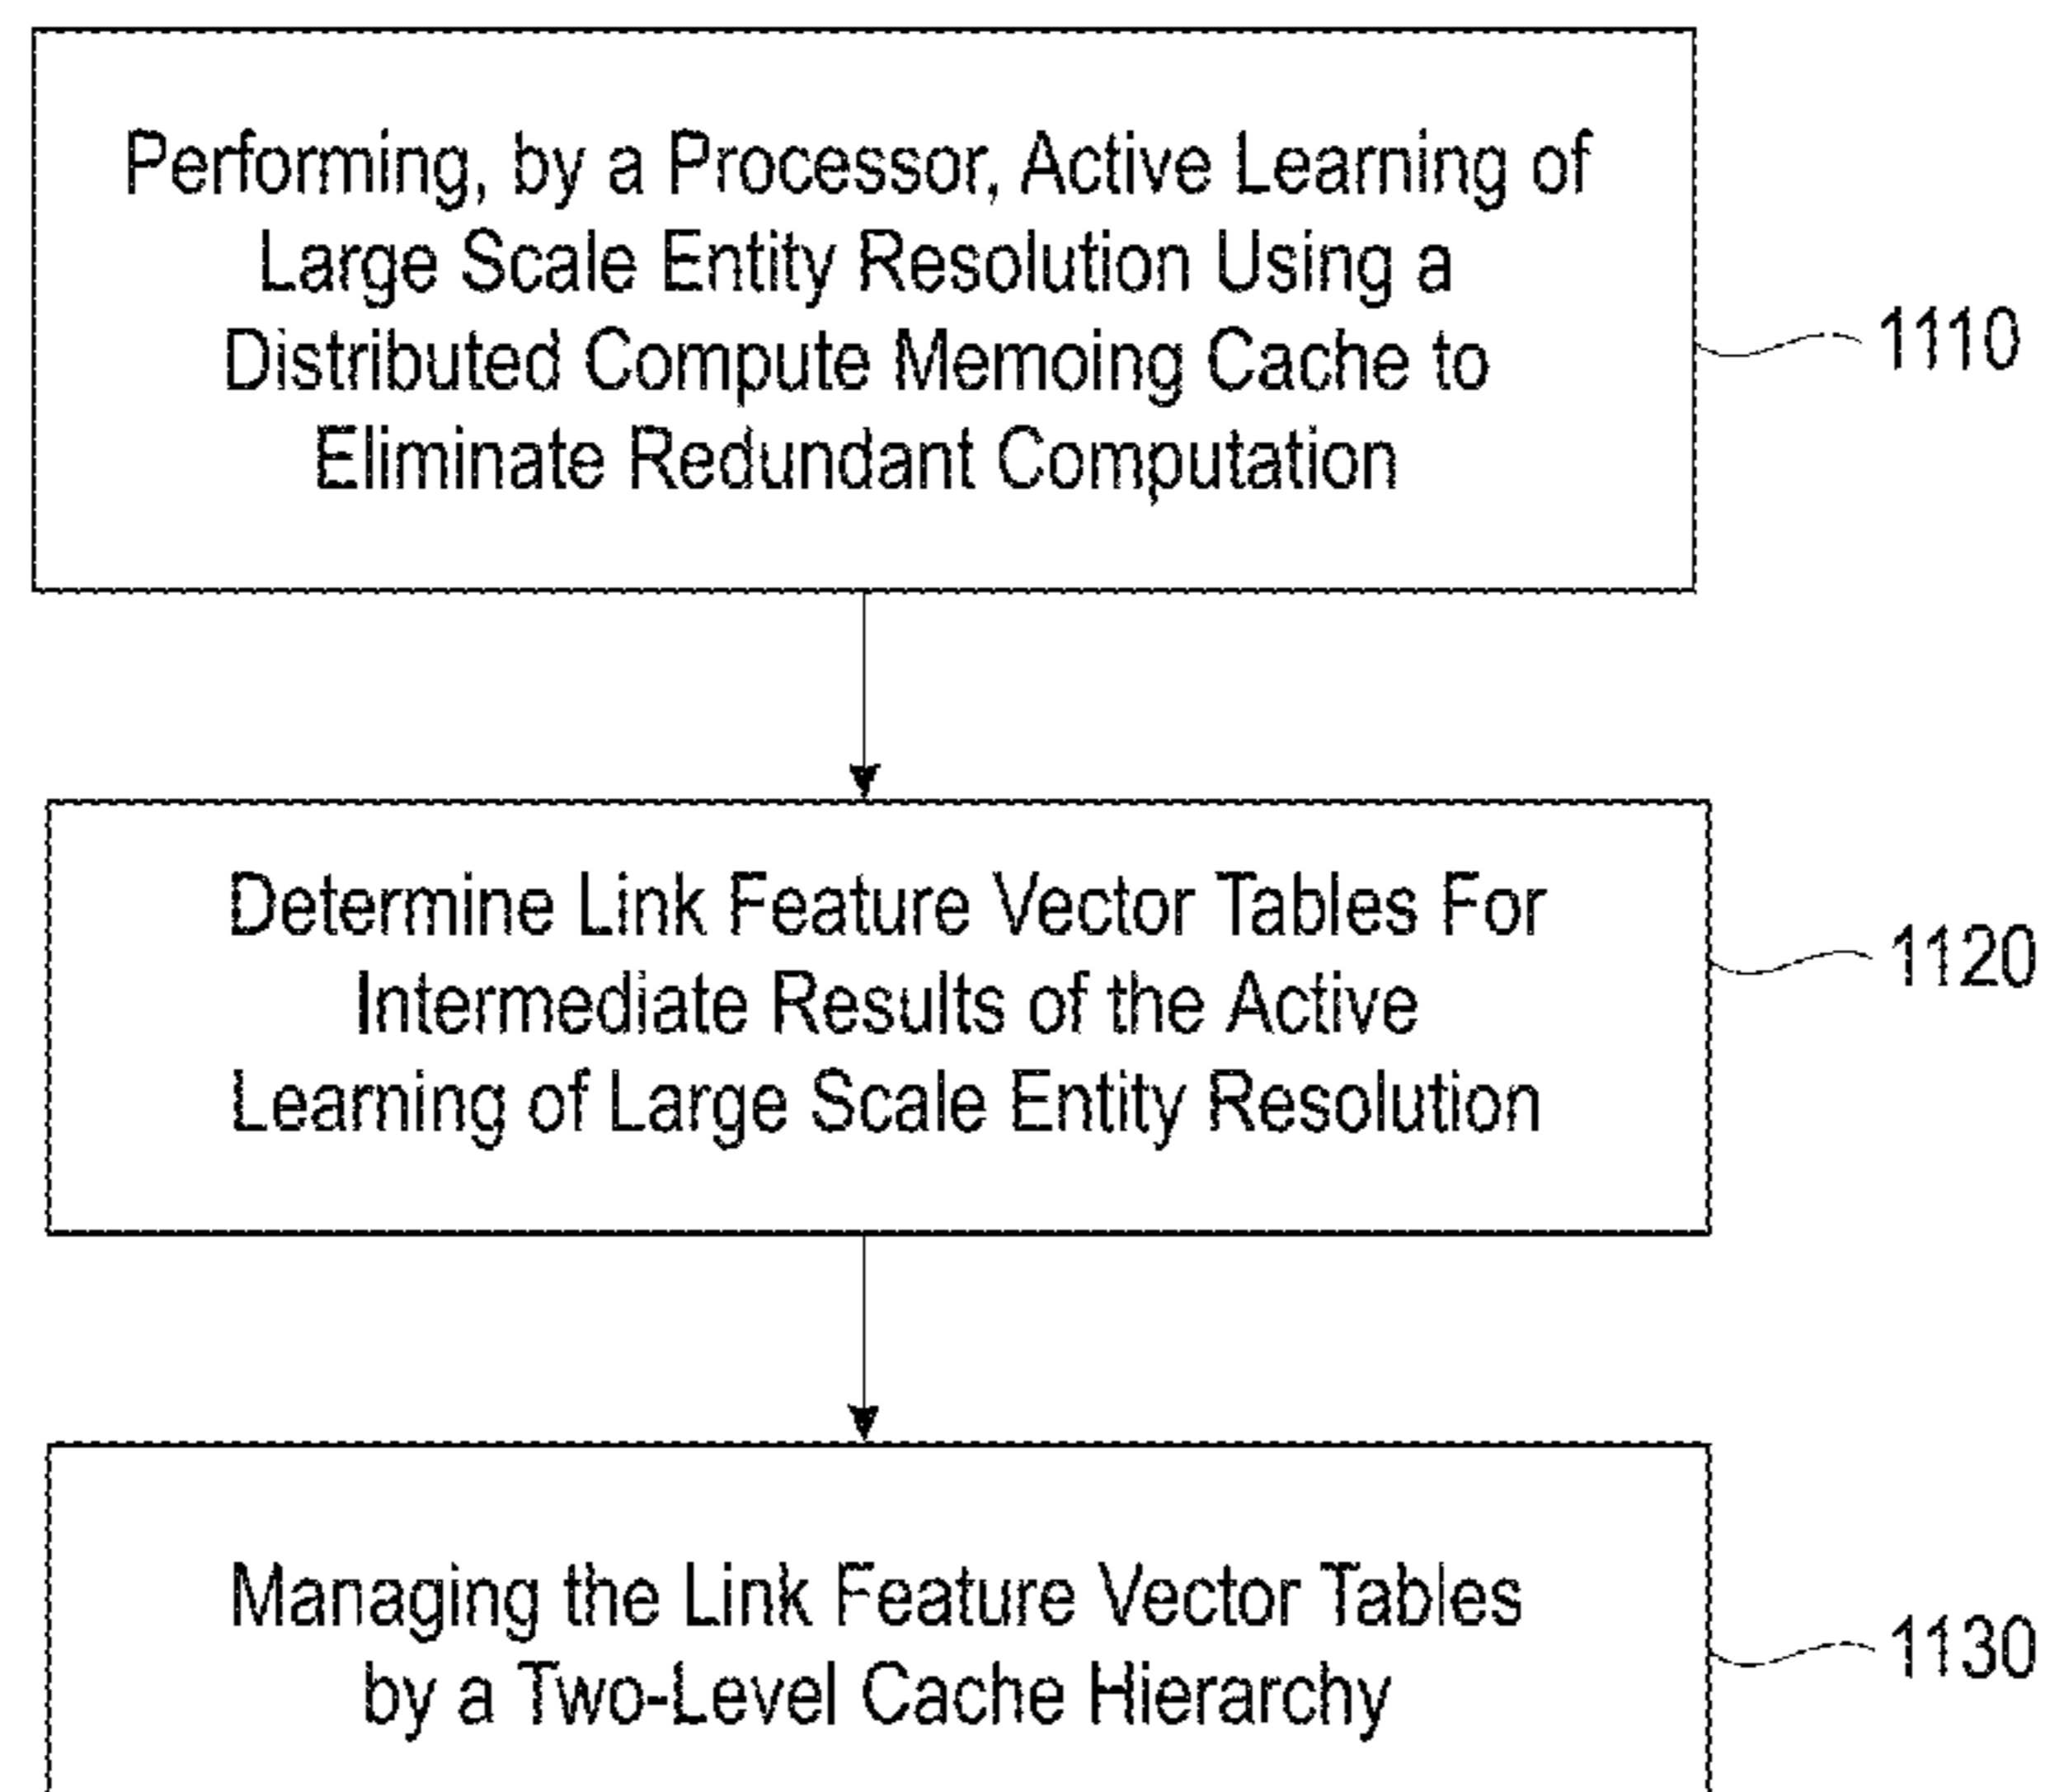 Performing, by a Processor, Active Learning of
Large Scale Entity Resolution Using a
Distributed Compute Memoing Cache to
Eliminate Redundant Computation
1110
Determine Link Feature Vector Tables For
Intermediate Results of the Active
Learning of Large Scale Entity Resolution
1120
Managing the Link Feature Vector Tables
by a Two-Level Cache Hierarchy
1130